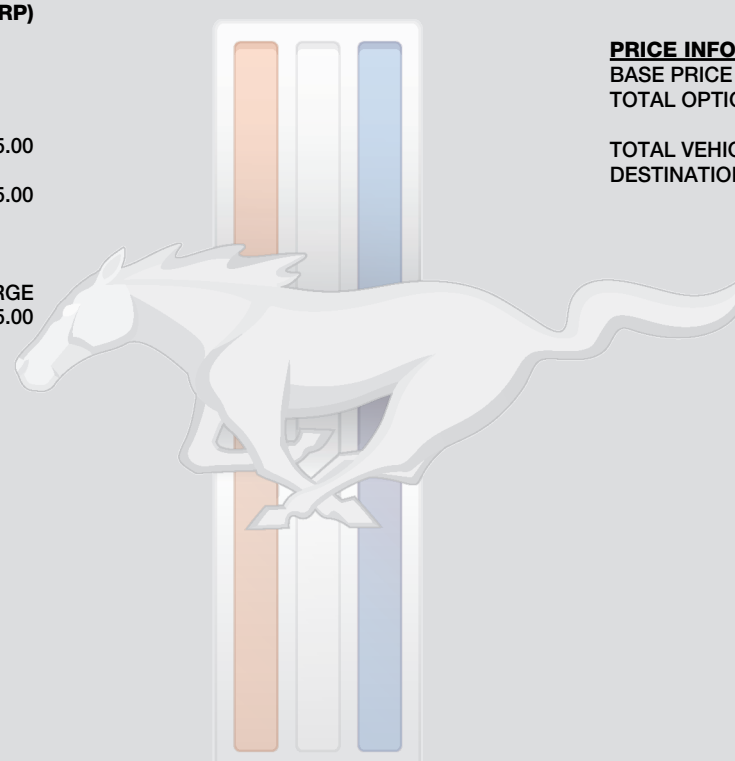 RP)
5.00
5.00
RGE
5.00
PRICE INFO
BASE PRICE
TOTAL OPTIO
TOTAL VEHIC
DESTINATION